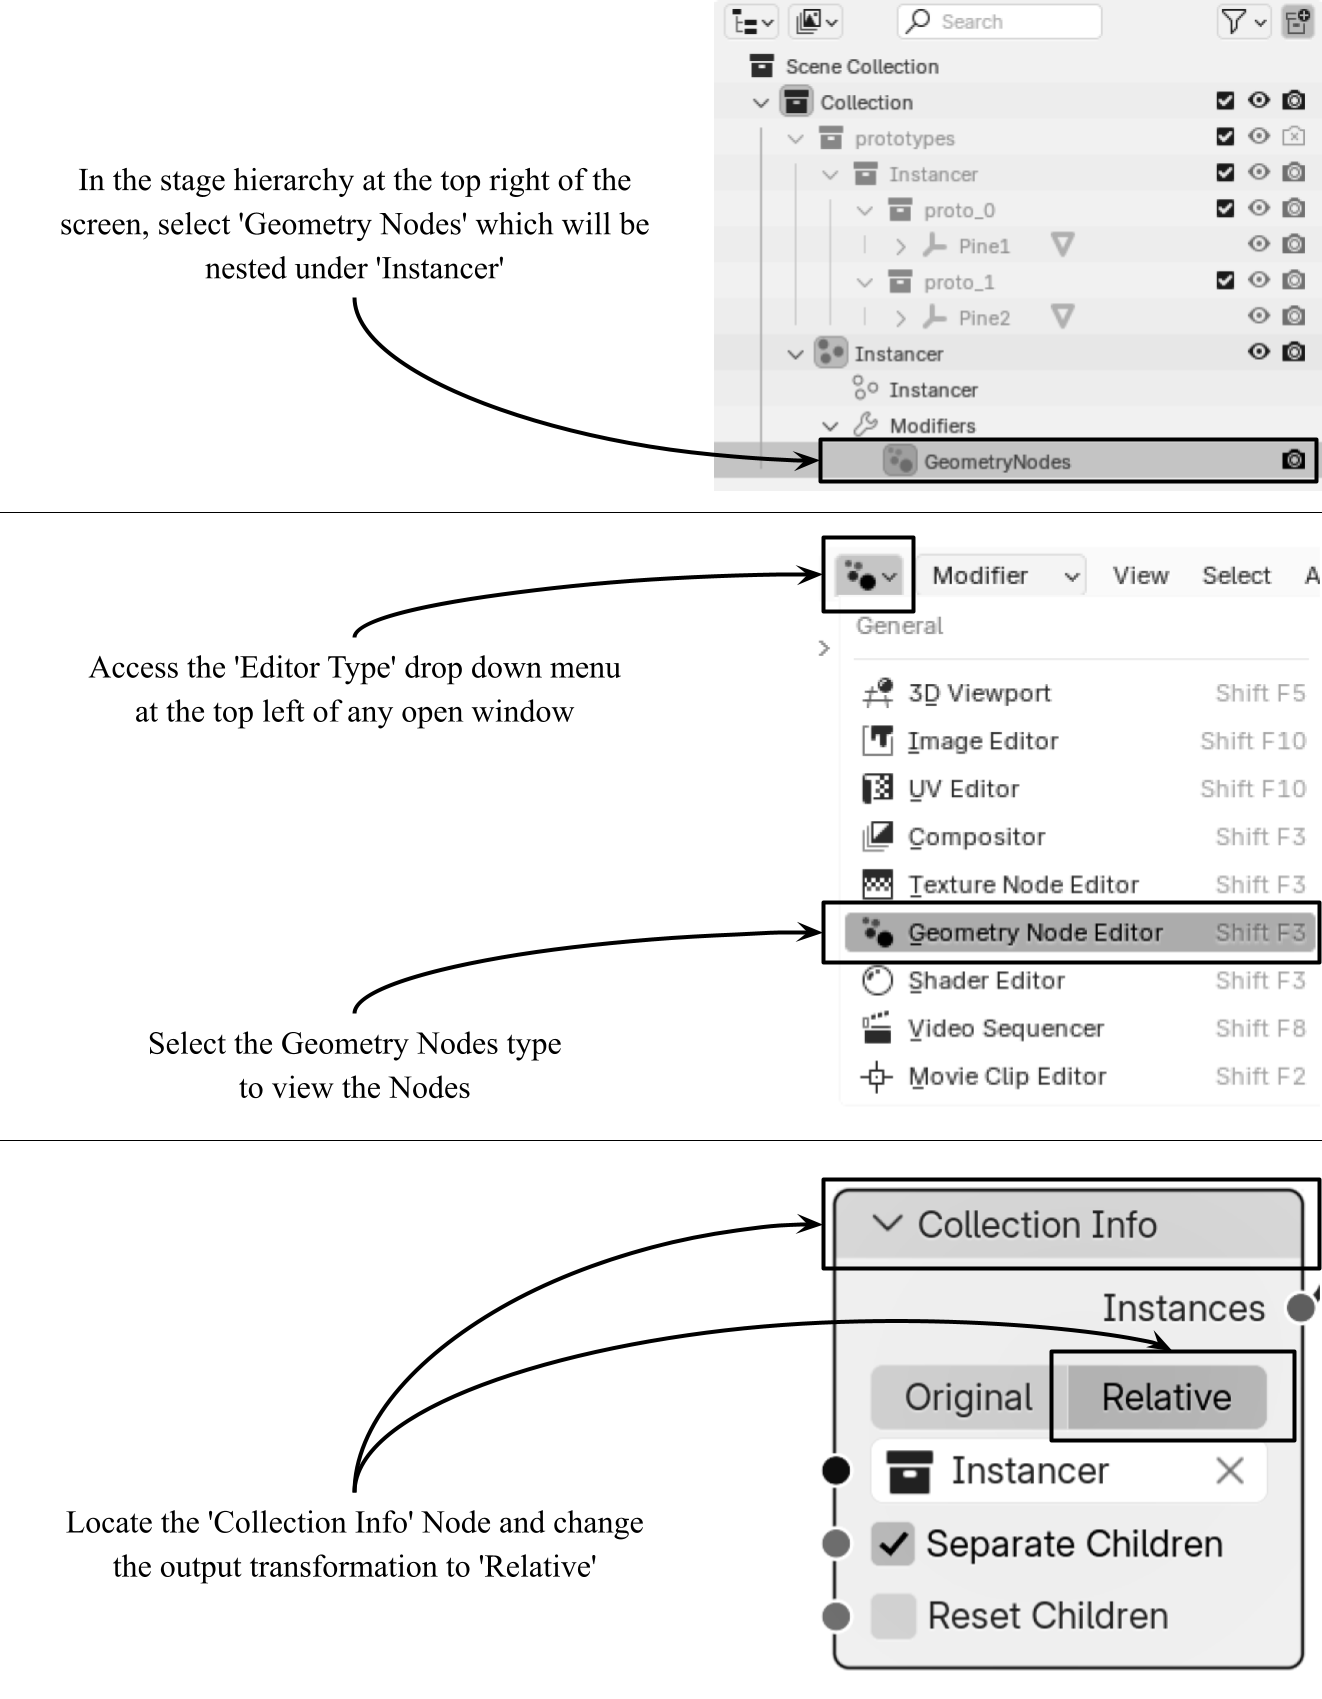 Search
Scene Collection
Collection
prototypes
Instancer
proto_0
Pine1
proto_1
Pine2
Instancer
Instancer
Modifiers
GeometryNodes
In the stage hierarchy at the top right of the
screen, select 'Geometry Nodes' which will be
nested under 'Instancer'
Modifier View Select A
General
3D Viewport Shift F5
Image Editor Shift F10
UV Editor Shift F10
Compositor Shift F3
Texture Node Editor Shift F3
Geometry Node Editor Shift F3
Shader Editor Shift F3
Video Sequencer Shift F8
Movie Clip Editor Shift F2
Access the 'Editor Type' drop down menu
at the top left of any open window
Select the Geometry Nodes type
to view the Nodes
Collection Info
Instances
Original Relative
Instancer
Separate Children
Reset Children
Locate the 'Collection Info' Node and change
the output transformation to 'Relative'